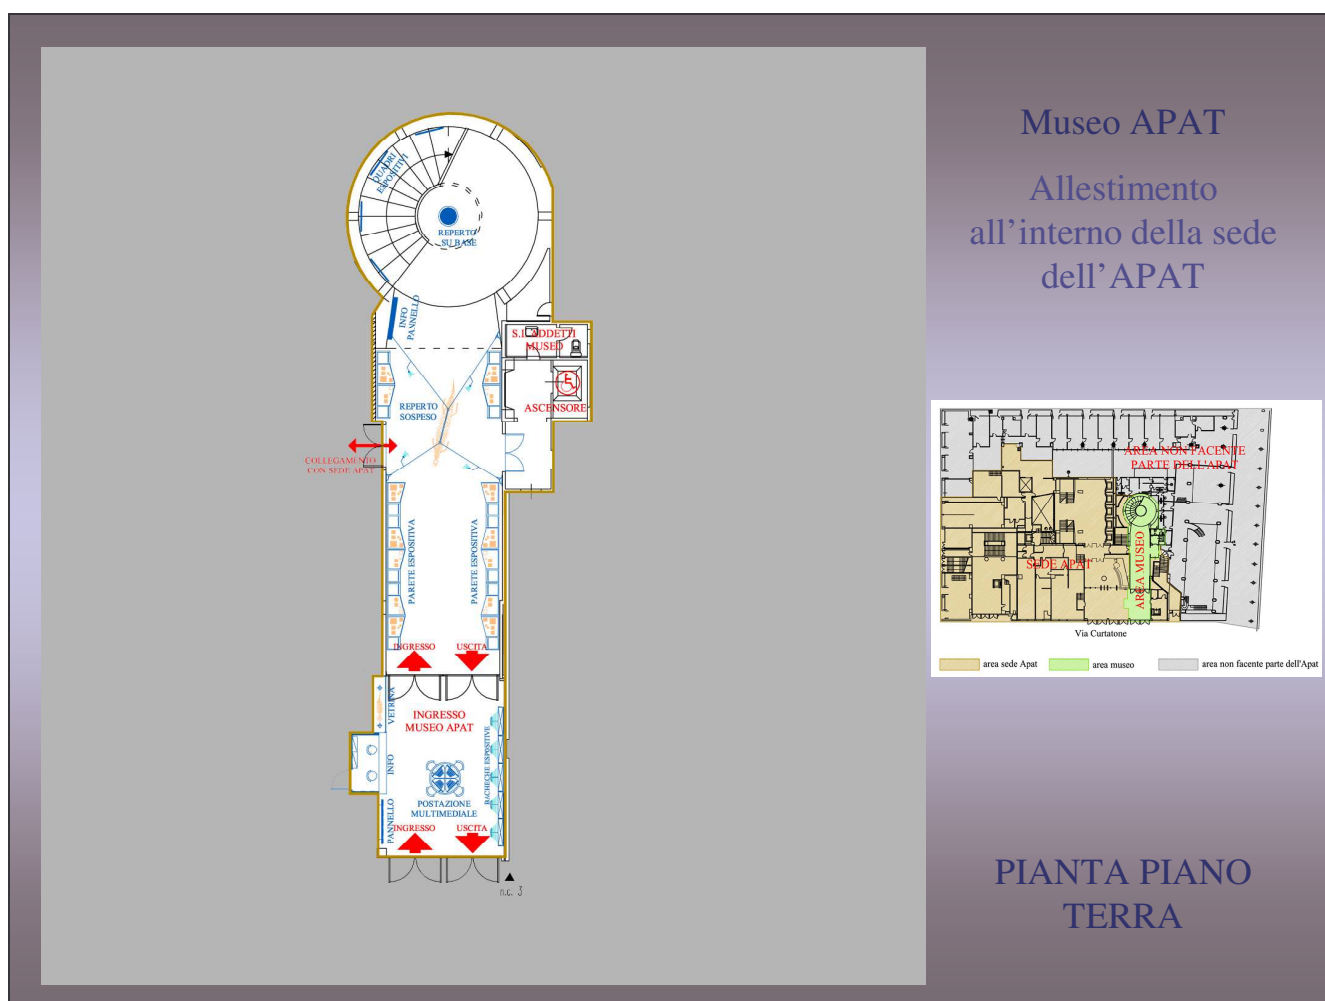 QUADRI
ESPOSITIVI
REPERTO
SU BASE
INFO
PANNELLO
S.I. ADDETTI
MUSEO
ASCENSORE
REPERTO
SOSPESO
COLLEGAMENTO
CON SEDE APAT
PARETE ESPOSITIVA
PARETE ESPOSITIVA
INGRESSO
USCITA
INGRESSO
MUSEO APAT
VETRINA
INFO
PANNELLO
BACHECHE ESPOSITIVE
POSTAZIONE
MULTIMEDIALE
INGRESSO
USCITA
n.c. 3
Museo APAT
Allestimento
all’interno della sede
dell’APAT
AREA NON FACENTE
PARTE DELL'APAT
SEDE APAT
AREA MUSEO
Via Curtatone
area sede Apat
area museo
area non facente parte dell'Apat
PIANTA PIANO
TERRA